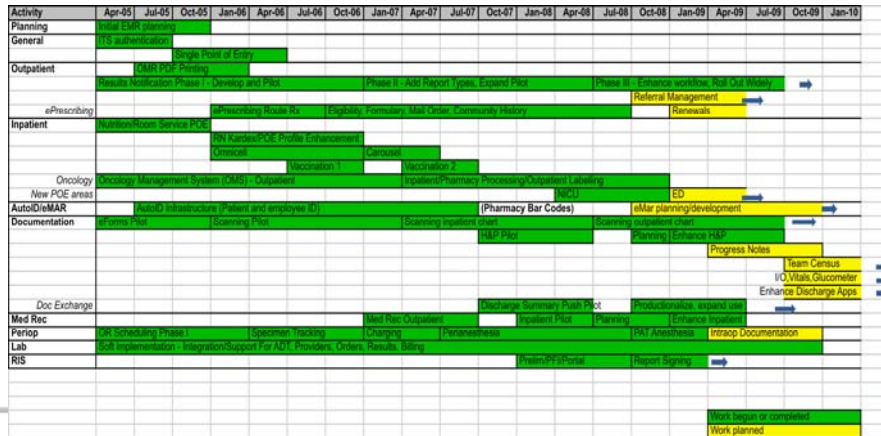 Activity Apr-05 Jul-05 Oct-05 Jan-06 Apr-06 Jul-06 Oct-06 Jan-07 Apr-07 Jul-07 Oct-07 Jan-08 Apr-08 Jul-08 Oct-08 Jan-09 Apr-09 Jul-09 Oct-09 Jan-10
Planning Initial EMR planning
General ITS authentication
Single Point of Entry
Outpatient OMR PDF Printing
Results Notification Phase I - Develop and Pilot Phase II - Add Report Types, Expand Pilot Phase III - Enhance workflow, Roll Out Widely
Referral Management
ePrescribing ePrescribing Route Rx Eligibility, Formulary, Mail Order, Community History Renewals
Inpatient Nutrition/Room Service POE
RN Kardex/POE Profile Enhancement
Omnicell Carousel
Vaccination 1 Vaccination 2
Oncology Oncology Management System (OMS) - Outpatient Inpatient/Pharmacy Processing/Outpatient Labelling
New POE areas NICU ED
AutoID/eMAR AutoID Infrastructure (Patient and employee ID) (Pharmacy Bar Codes) eMar planning/development
Documentation eForms Pilot Scanning Pilot Scanning inpatient chart Scanning outpatient chart
H&P Pilot Planning Enhance H&P
Progress Notes
Team Census
I/O,Vitals,Glucometer
Enhance Discharge Apps
Doc Exchange Discharge Summary Push Pilot Productionalize, expand use
Med Rec Med Rec Outpatient Inpatient Pilot Planning Enhance Inpatient
Periop OR Scheduling Phase I Specimen Tracking Charging Perianesthesia PAT Anesthesia Intraop Documentation
Lab Soft Implementation - Integration/Support For ADT, Providers, Orders, Results, Billing
RIS Prelim/PFI/Portal Report Signing
Work begun or completed
Work planned